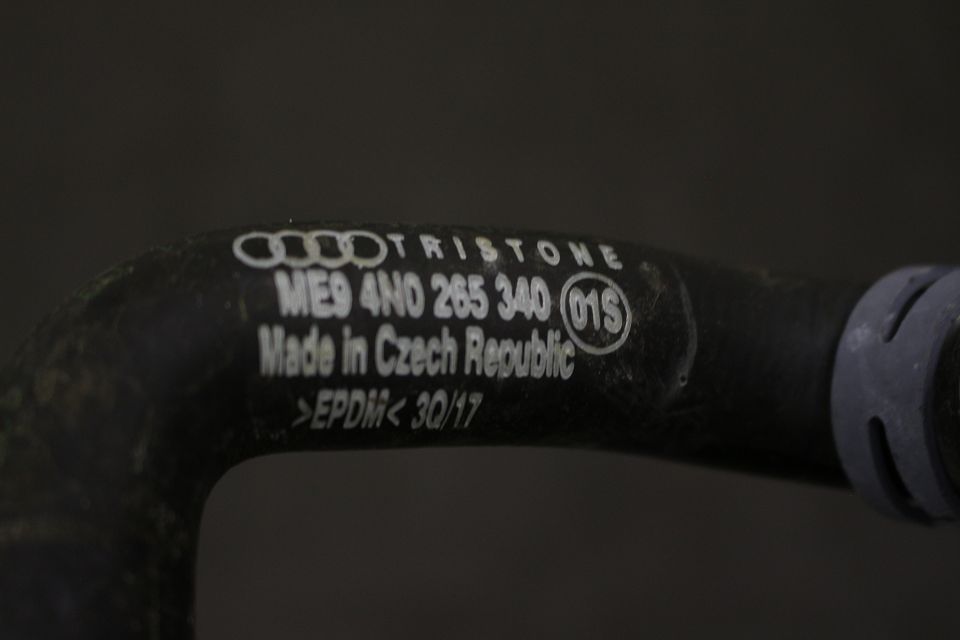 TRISTONE
ME9 4N0 265 340 01S
Made in Czech Republic
>EPDM< 3Q/17